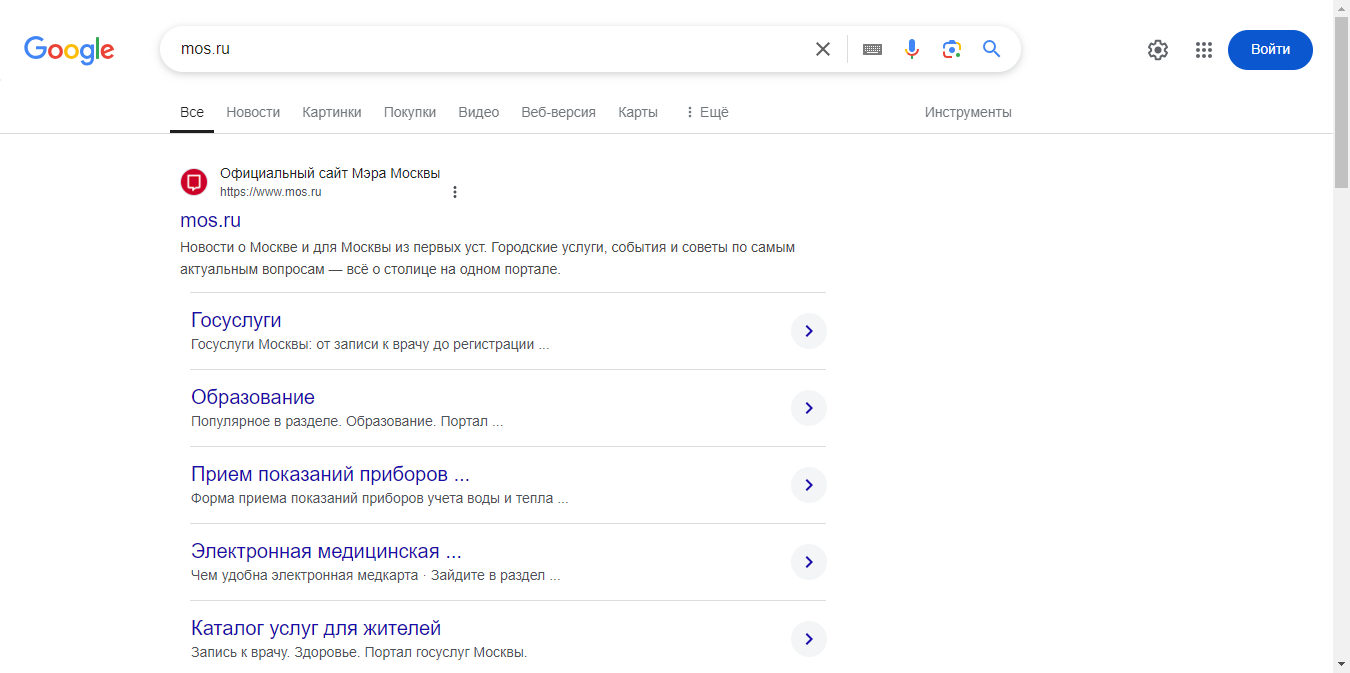 Google
mos.ru
Войти
Все Новости Картинки Покупки Видео Веб-версия Карты Ещё Инструменты
Официальный сайт Мэра Москвы
https://www.mos.ru
mos.ru
Новости о Москве и для Москвы из первых уст. Городские услуги, события и советы по самым
актуальным вопросам — всё о столице на одном портале.
Госуслуги
Госуслуги Москвы: от записи к врачу до регистрации ...
Образование
Популярное в разделе. Образование. Портал ...
Прием показаний приборов ...
Форма приема показаний приборов учета воды и тепла ...
Электронная медицинская ...
Чем удобна электронная медкарта · Зайдите в раздел ...
Каталог услуг для жителей
Запись к врачу. Здоровье. Портал госуслуг Москвы.